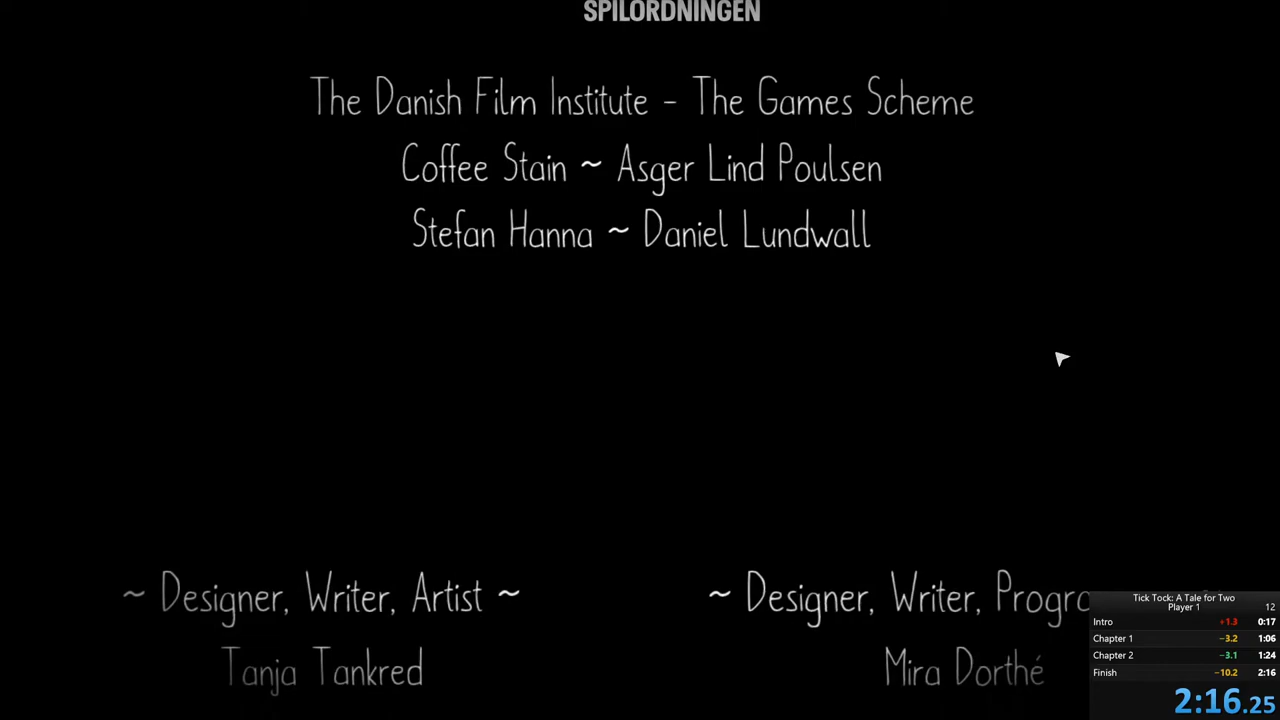 SPILORDNINGEN
The Danish Film Institute - The Games Scheme
Coffee Stain ~ Asger Lind Poulsen
Stefan Hanna ~ Daniel Lundwall
~ Designer, Writer, Artist ~
~ Designer, Writer, Progra
Tanja Tankred
Mira Dorthé
Tick Tock: A Tale for Two
Player 1 12
Intro +1.3 0:17
Chapter 1 −3.2 1:06
Chapter 2 −3.1 1:24
Finish −10.2 2:16
2:16.25